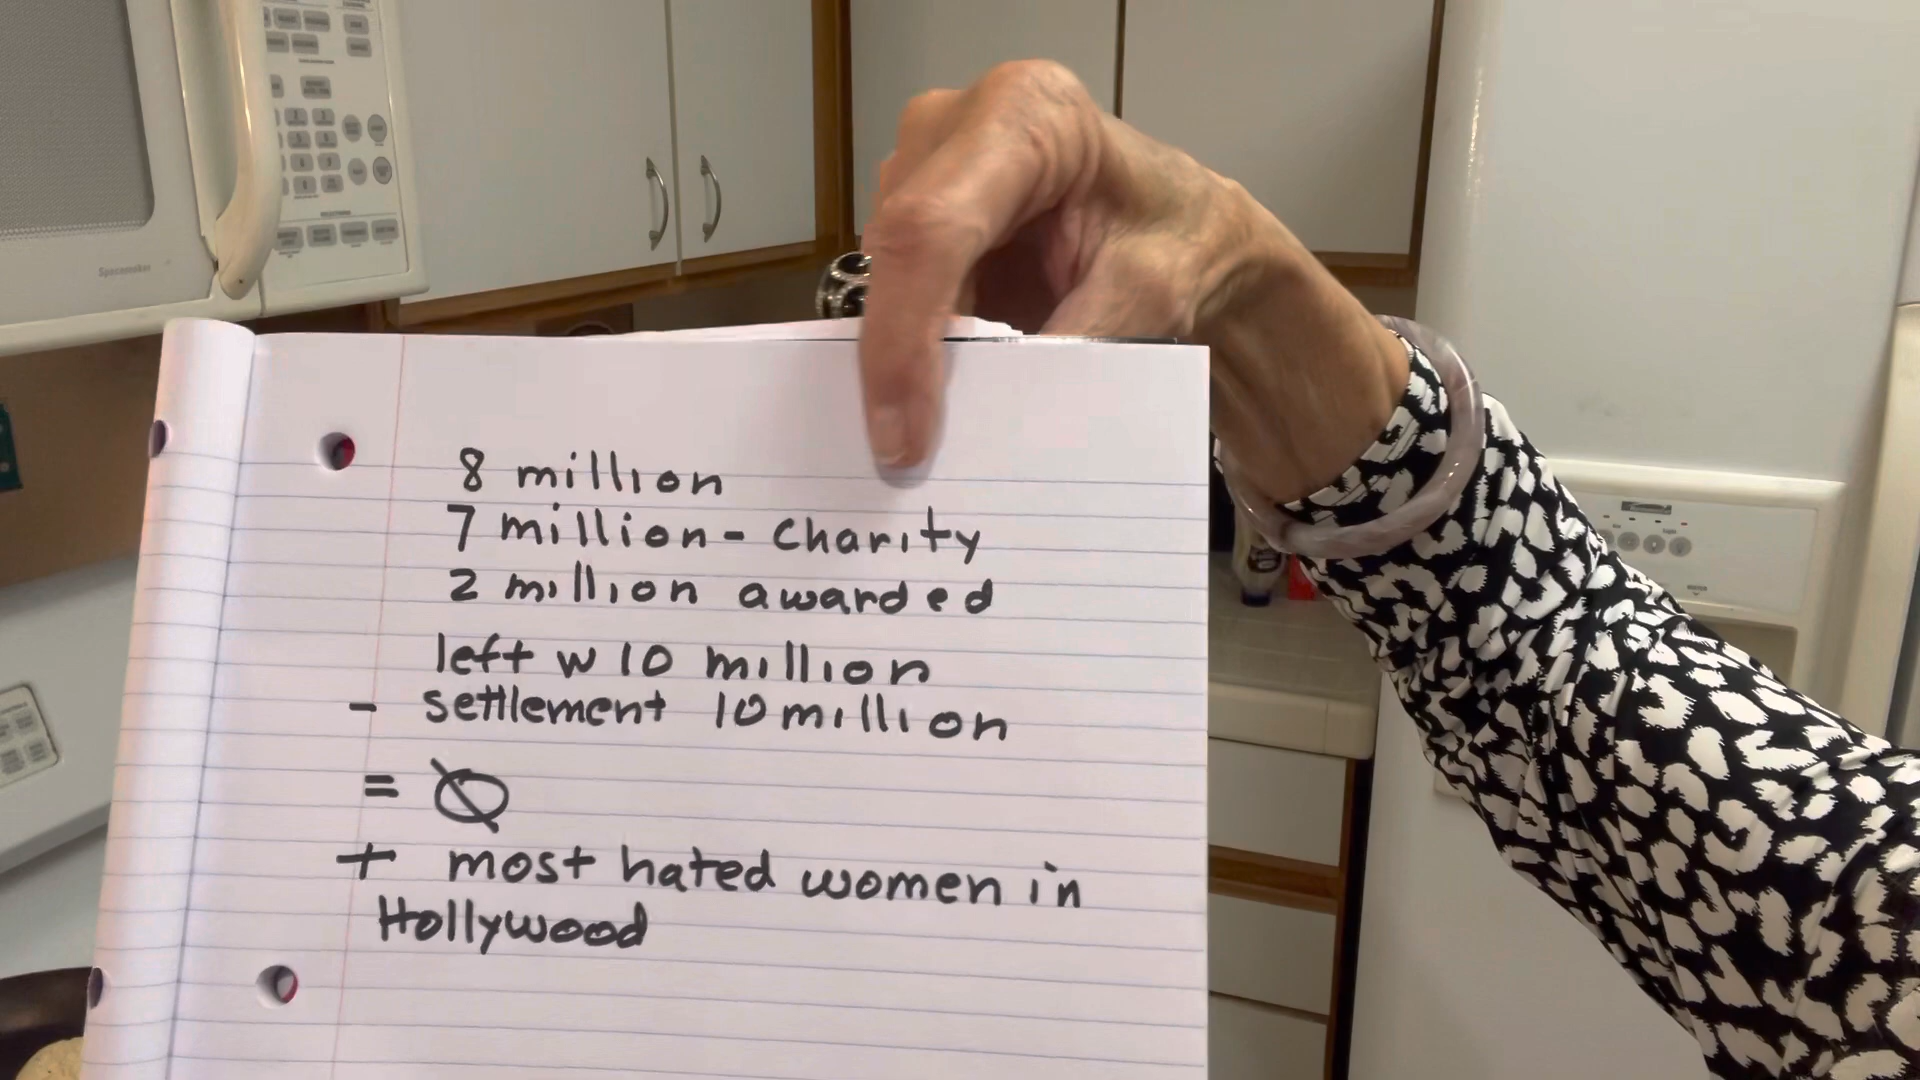 8 million
7 million - Charity
2 million awarded
left w 10 million
- settlement 10 million
= Ø
+ most hated women in
Hollywood
Spacemaker